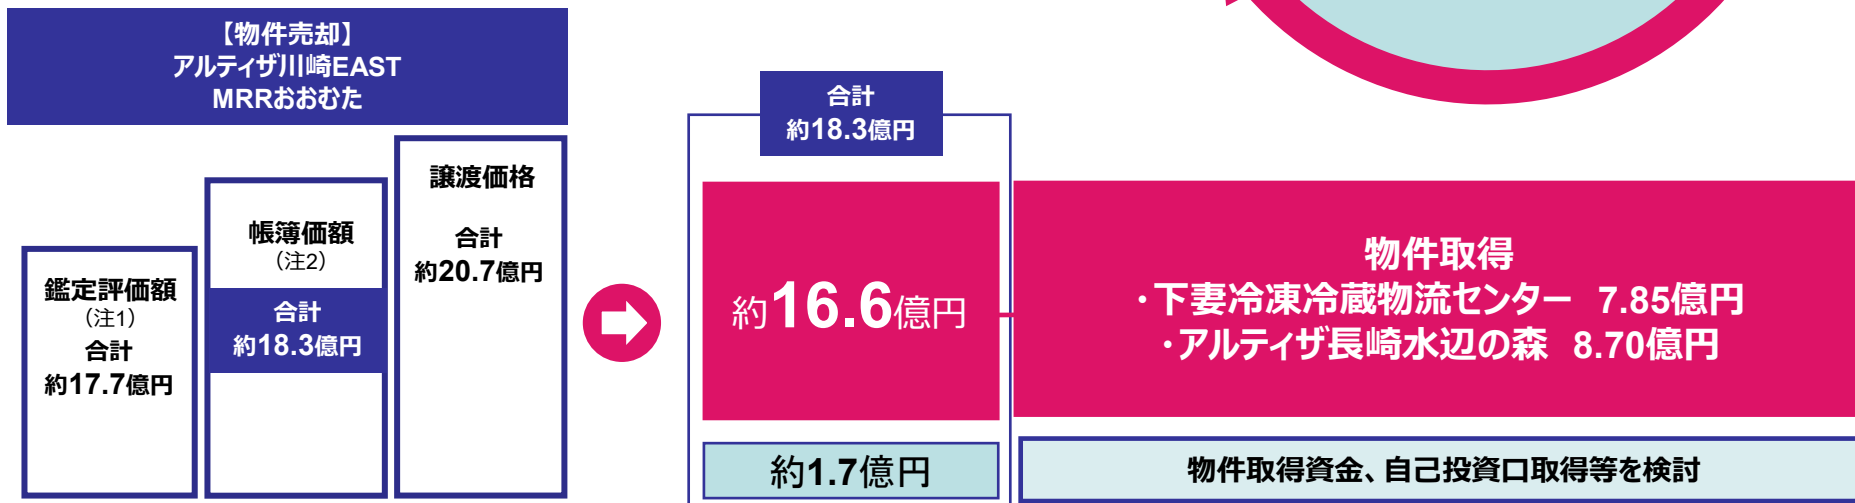 【物件売却】
アルティザ川崎EAST
MRRおおむた
鑑定評価額
（注1）
合計
約17.7億円
帳簿価額
（注2）
合計
約18.3億円
譲渡価格
合計
約20.7億円
合計
約18.3億円
約16.6億円
物件取得
・下妻冷凍冷蔵物流センター 7.85億円
・アルティザ長崎水辺の森 8.70億円
約1.7億円
物件取得資金、自己投資口取得等を検討